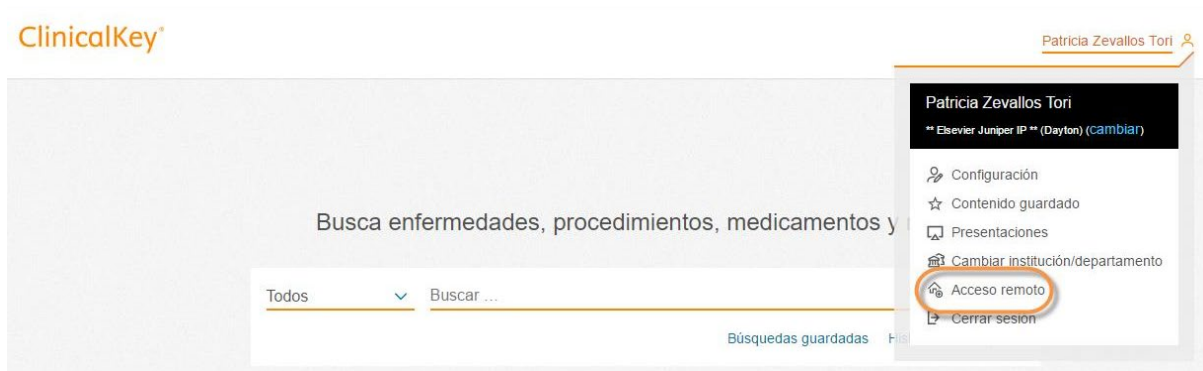 ClinicalKey®
Patricia Zevallos Tori
Patricia Zevallos Tori
** Elsevier Juniper IP ** (Dayton) (cambiar)
Configuración
Contenido guardado
Presentaciones
Cambiar institución/departamento
Acceso remoto
Cerrar sesión
Busca enfermedades, procedimientos, medicamentos y
Todos
Buscar ...
Búsquedas guardadas